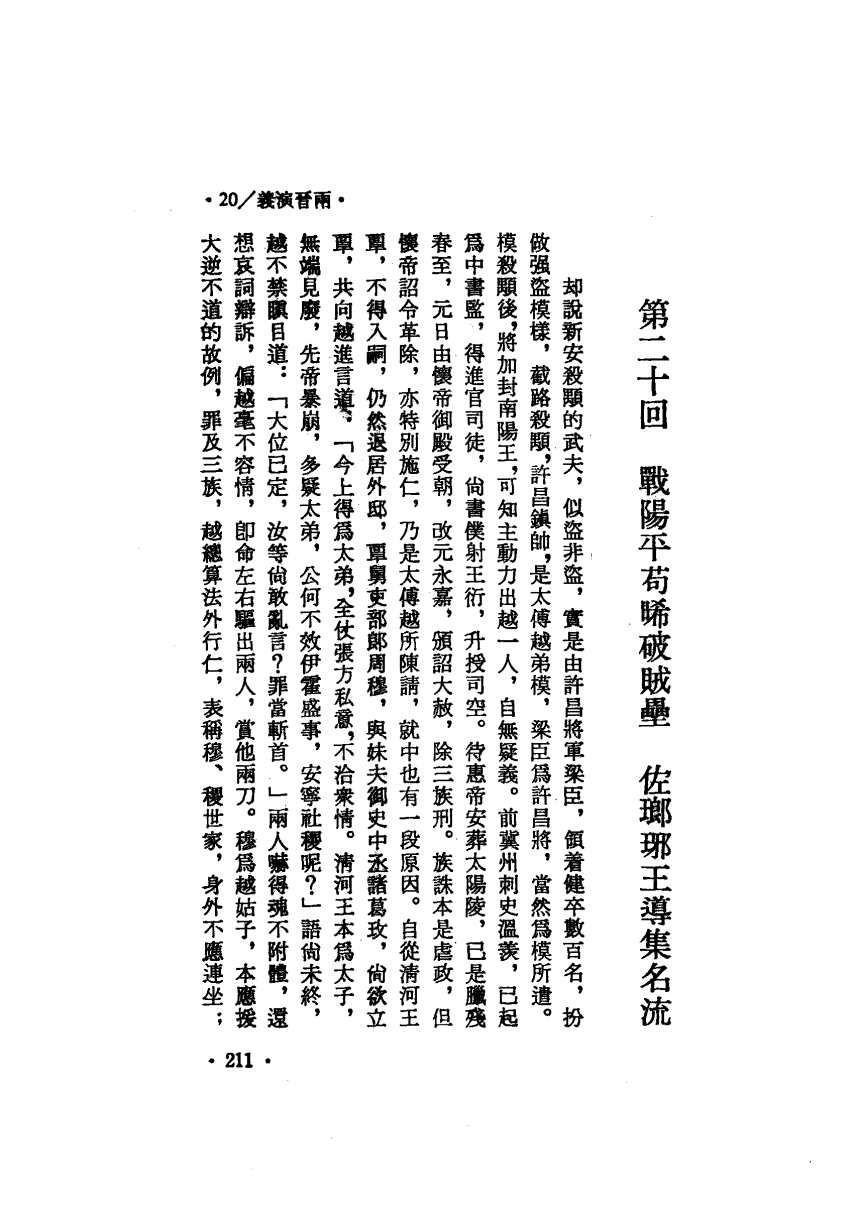 ·20／義演晉兩·
第二十回　戰陽平苟晞破賊壘　佐瑯琊王導集名流
却說新安殺顒的武夫，似盜非盜，實是由許昌將軍梁臣，領着健卒數百名，扮
做强盜模樣，截路殺顒，許昌鎭帥，是太傅越弟模，梁臣爲許昌將，當然爲模所遣。
模殺顒後，將加封南陽王，可知主動力出越一人，自無疑義。前冀州刺史溫羨，已起
爲中書監，得進官司徒，尙書僕射王衍，升授司空。待惠帝安葬太陽陵，已是臘殘
春至，元日由懷帝御殿受朝，改元永嘉，頒詔大赦，除三族刑。族誅本是虐政，但
懷帝詔令革除，亦特別施仁，乃是太傅越所陳請，就中也有一段原因。自從淸河王
覃，不得入嗣，仍然退居外邸，覃舅吏部郞周穆，與妹夫御史中丞諸葛玫，尙欲立
覃，共向越進言道：「今上得爲太弟，全仗張方私意，不洽衆情。淸河王本爲太子，
無端見廢，先帝暴崩，多疑太弟，公何不效伊霍盛事，安寧社稷呢？」語尙未終，
越不禁瞋目道：「大位已定，汝等尙敢亂言？罪當斬首。」兩人嚇得魂不附體，還
想哀詞辯訴，偏越毫不容情，卽命左右驅出兩人，賞他兩刀。穆爲越姑子，本應援
大逆不道的故例，罪及三族，越總算法外行仁，表稱穆、稷世家，身外不應連坐；
·211·